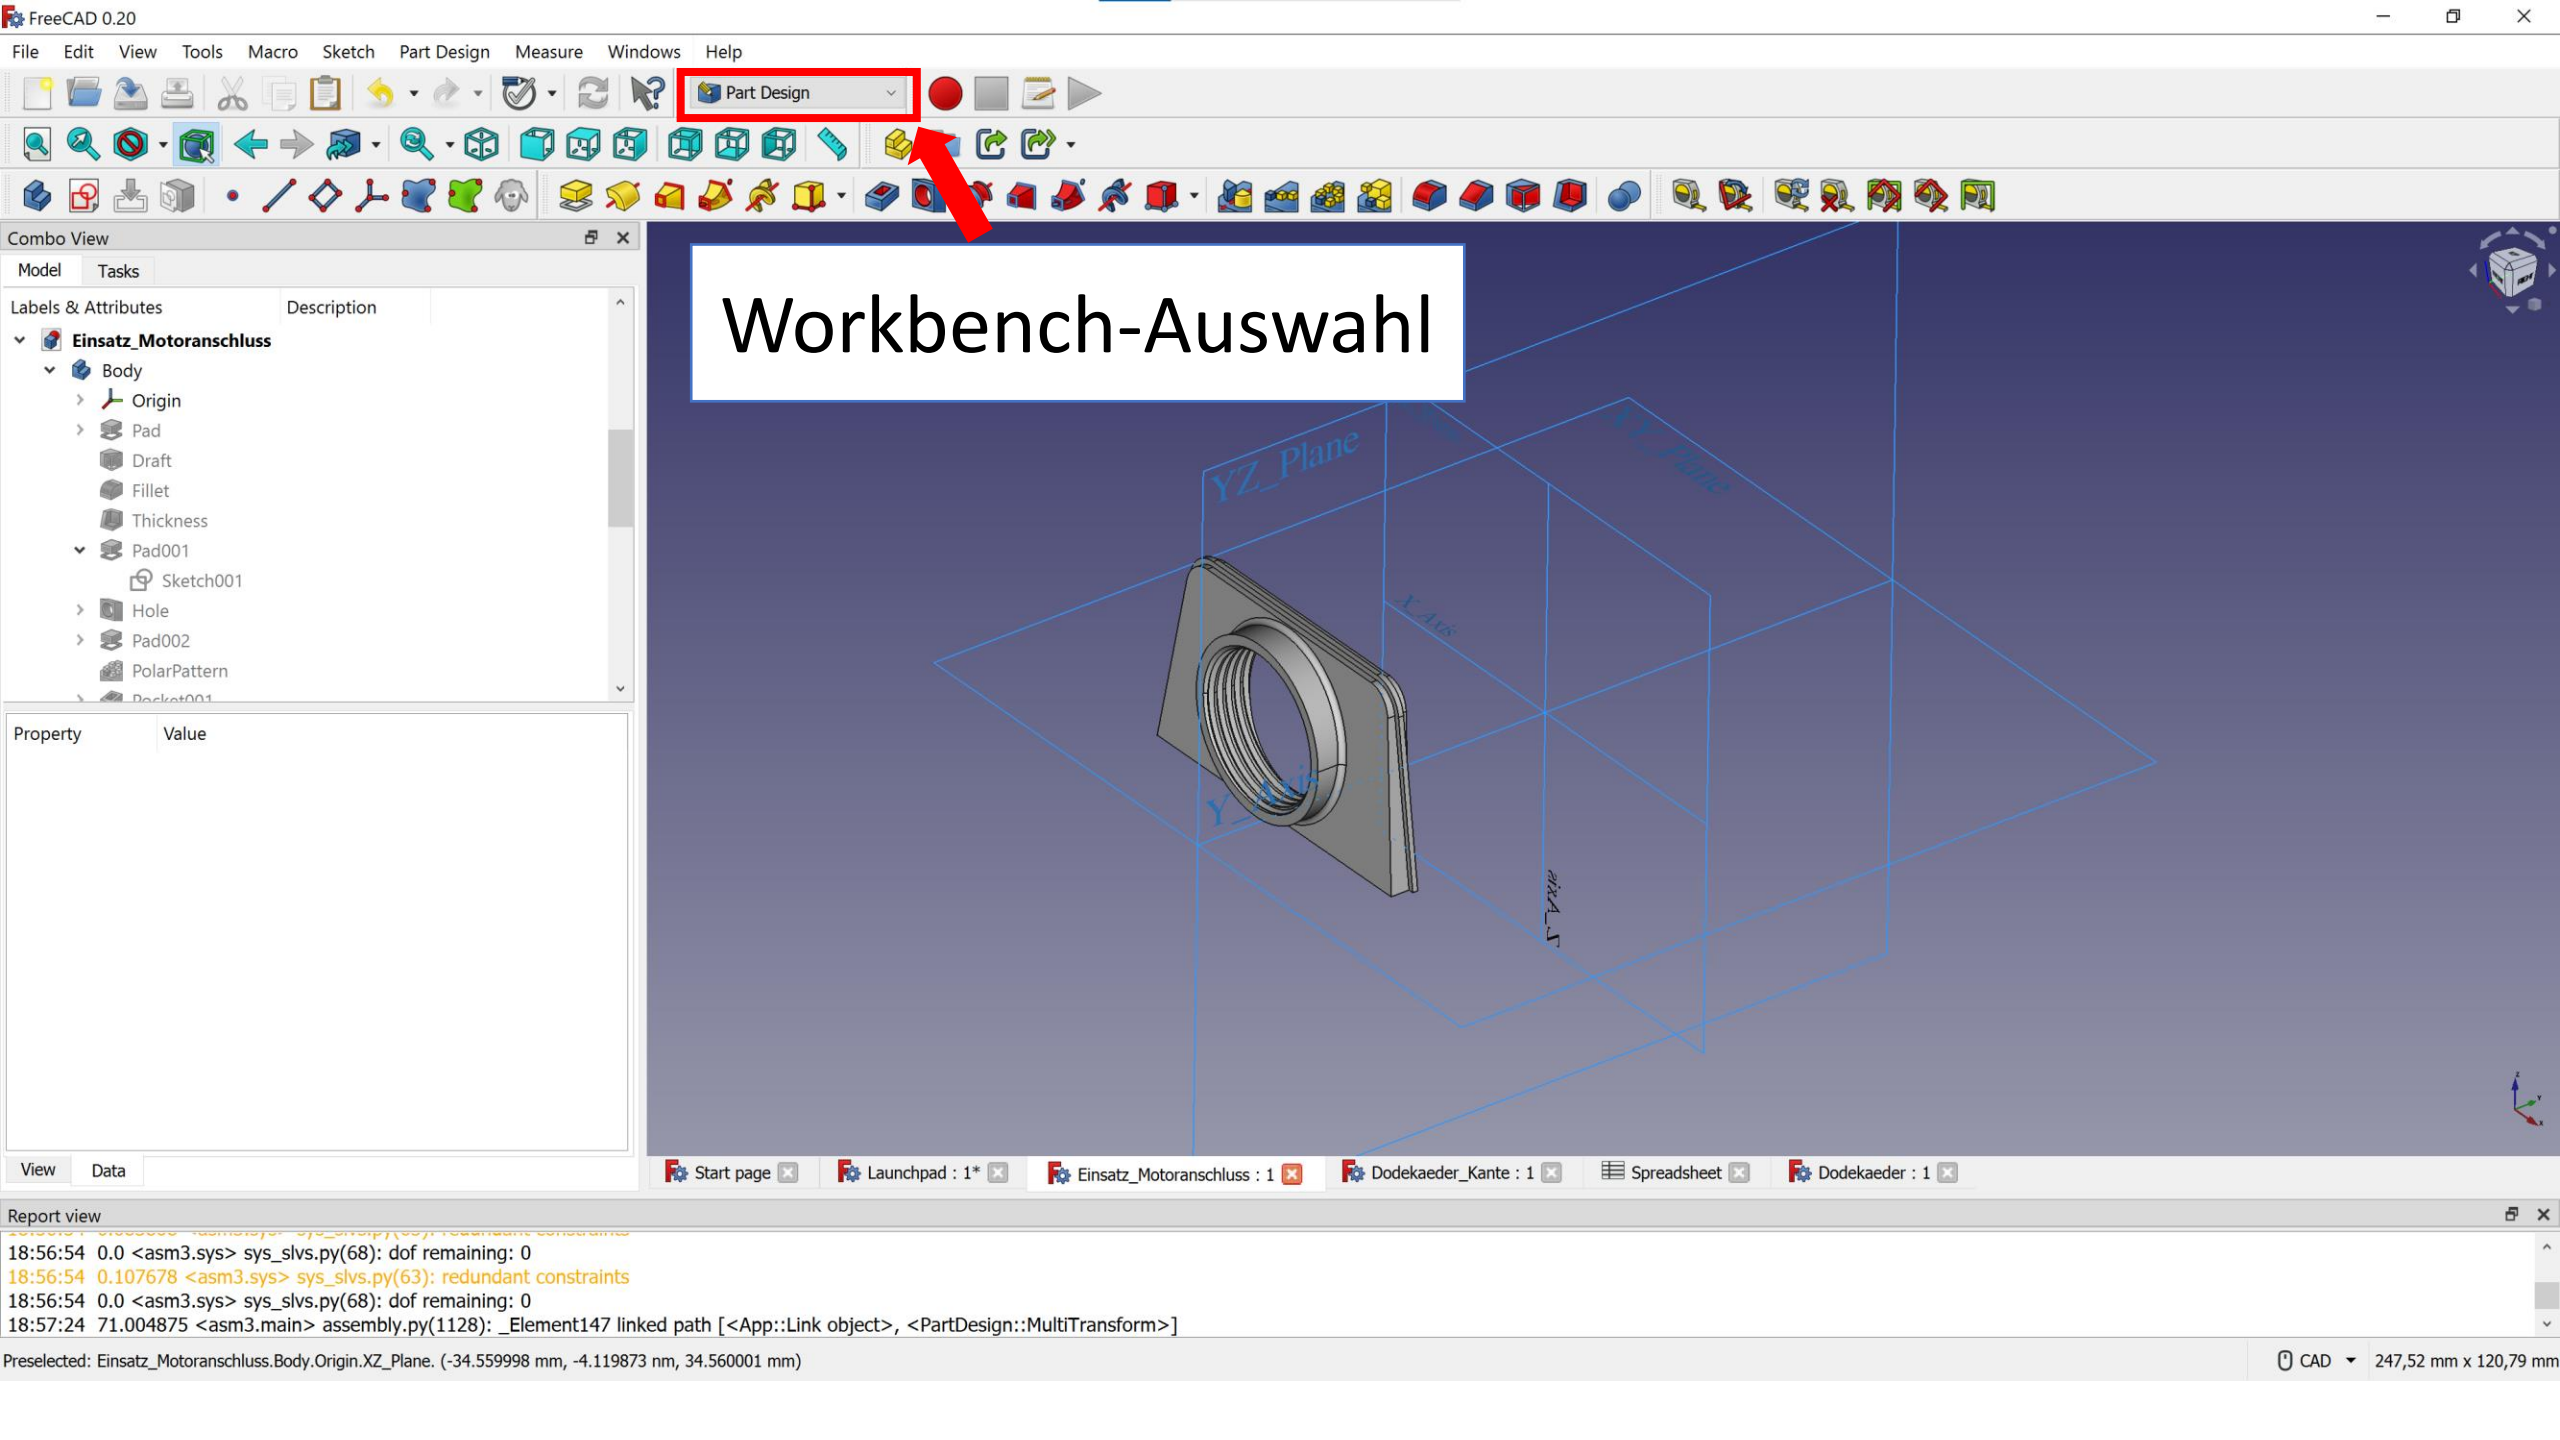 FreeCAD 0.20
File Edit View Tools Macro Sketch Part Design Measure Windows Help
Part Design
Combo View
Model Tasks
Labels & Attributes Description
Einsatz_Motoranschluss
Body
Origin
Pad
Draft
Fillet
Thickness
Pad001
Sketch001
Hole
Pad002
PolarPattern
Pocket001
Property Value
View Data
Workbench-Auswahl
YZ_Plane
XY_Plane
X_Axis
Y_Axis
Z_Axis
Start page Launchpad : 1* Einsatz_Motoranschluss : 1 Dodekaeder_Kante : 1 Spreadsheet Dodekaeder : 1
Report view
18:56:54 0.0 <asm3.sys> sys_slvs.py(68): dof remaining: 0
18:56:54 0.107678 <asm3.sys> sys_slvs.py(63): redundant constraints
18:56:54 0.0 <asm3.sys> sys_slvs.py(68): dof remaining: 0
18:57:24 71.004875 <asm3.main> assembly.py(1128): _Element147 linked path [<App::Link object>, <PartDesign::MultiTransform>]
Preselected: Einsatz_Motoranschluss.Body.Origin.XZ_Plane. (-34.559998 mm, -4.119873 nm, 34.560001 mm)
CAD 247,52 mm x 120,79 mm